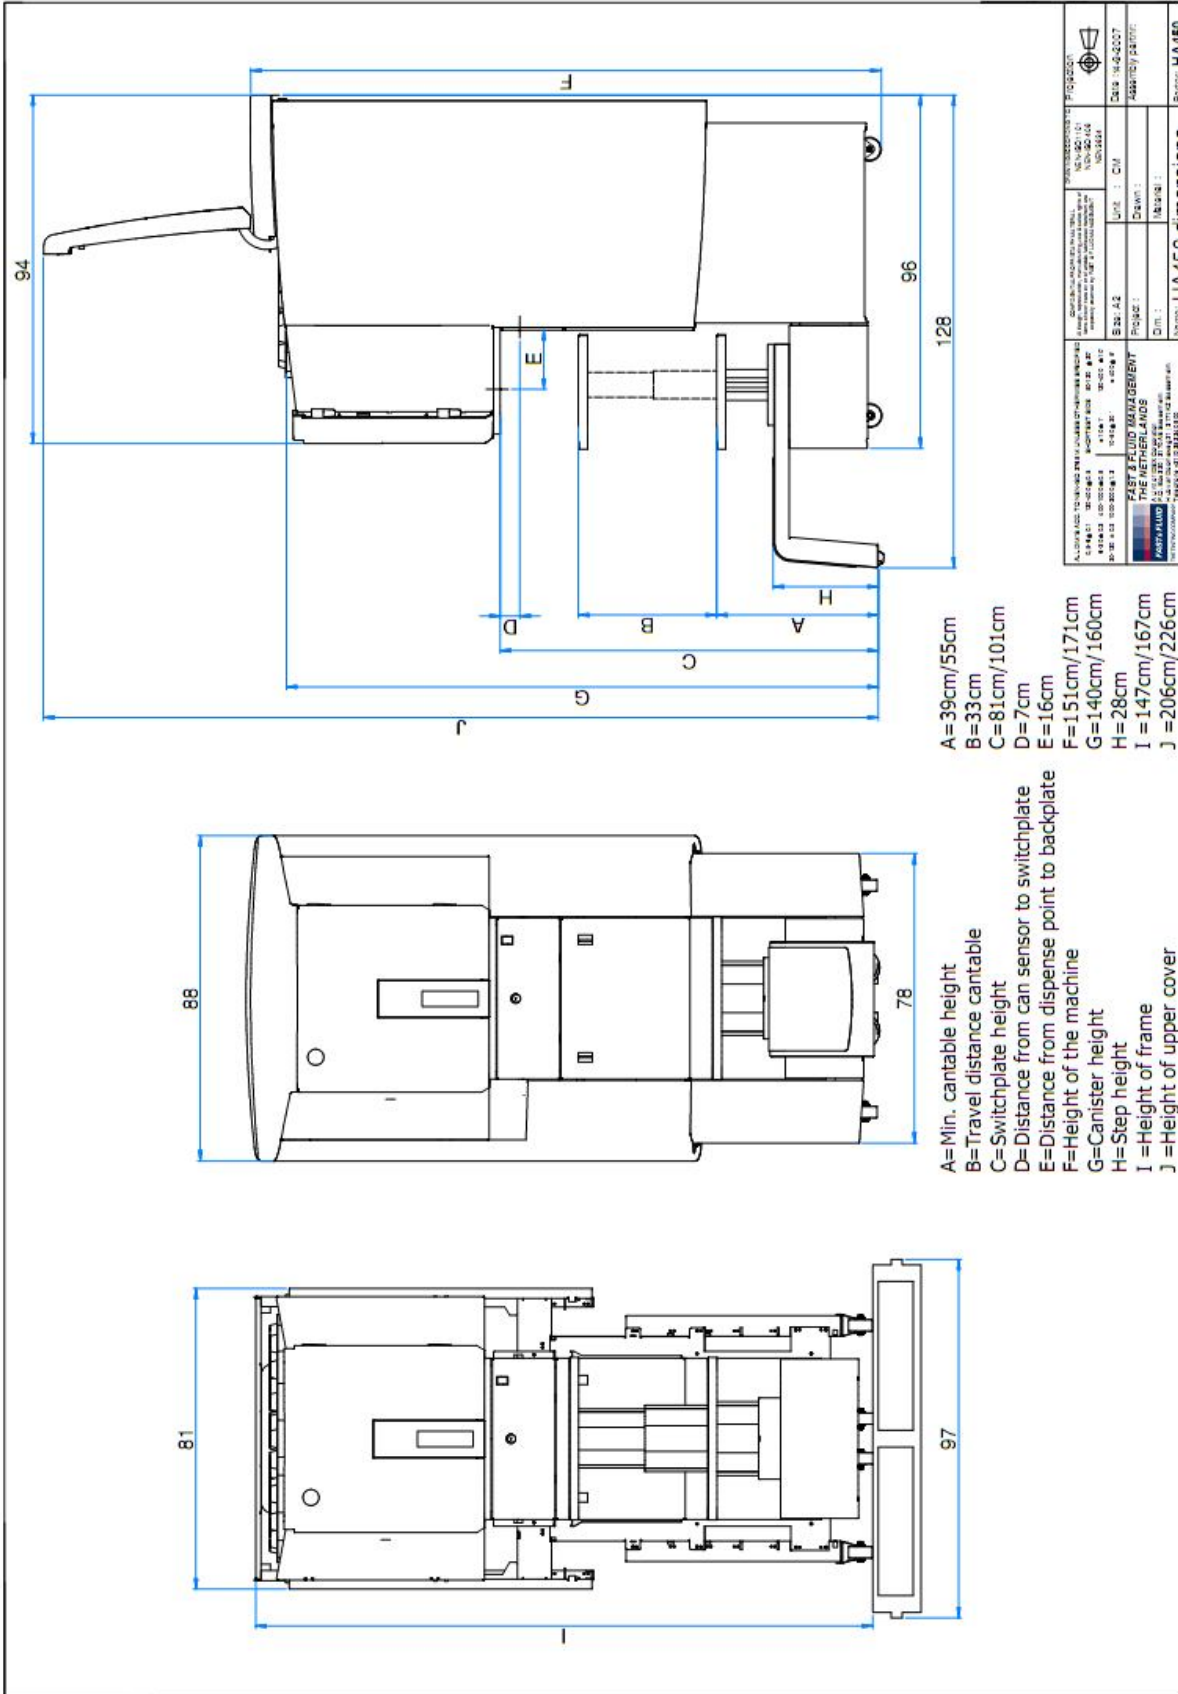 81
88
94
I
97
78
96
128
J
G
C
D
E
B
A
H
F
A=Min. cantable height
B=Travel distance cantable
C=Switchplate height
D=Distance from can sensor to switchplate
E=Distance from dispense point to backplate
F=Height of the machine
G=Canister height
H=Step height
I =Height of frame
J =Height of upper cover
A=39cm/55cm
B=33cm
C=81cm/101cm
D=7cm
E=16cm
F=151cm/171cm
G=140cm/160cm
H=28cm
I =147cm/167cm
J =206cm/226cm
Projection
FAST & FLUID MANAGEMENT
THE NETHERLANDS
FAST & FLUID
Size: A2
Unit : CM
Date : 14-9-2007
Project :
Drawn :
Assembly partnr:
Dim. :
Material :